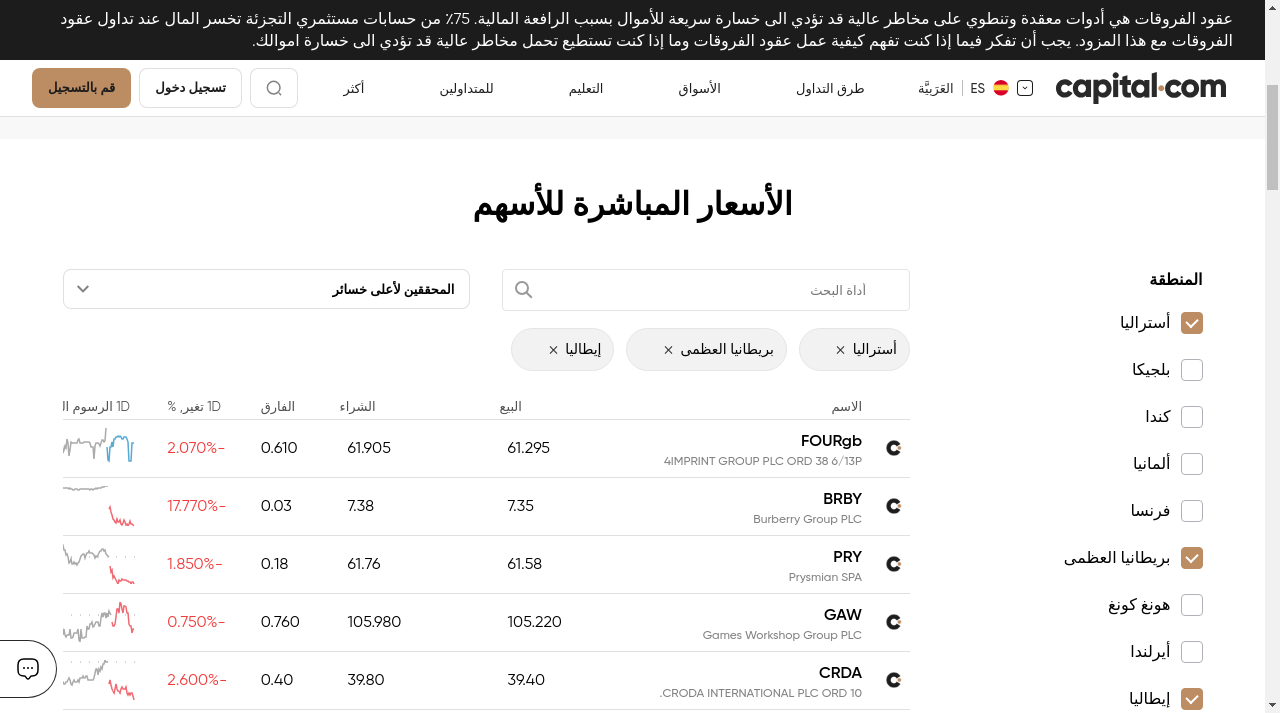 عقود الفروقات هي أدوات معقدة وتنطوي على مخاطر عالية قد تؤدي الى خسارة سريعة للأموال بسبب الرافعة المالية. 75٪ من حسابات مستثمري التجزئة تخسر المال عند تداول عقود
الفروقات مع هذا المزود. يجب أن تفكر فيما إذا كنت تفهم كيفية عمل عقود الفروقات وما إذا كنت تستطيع تحمل مخاطر عالية قد تؤدي الى خسارة اموالك.
capital.com
ES العَرَبيَّة طرق التداول الأسواق التعليم للمتداولين أكثر تسجيل دخول قم بالتسجيل
الأسعار المباشرة للأسهم
المنطقة
أستراليا
بلجيكا
كندا
ألمانيا
فرنسا
بريطانيا العظمى
هونغ كونغ
أيرلندا
إيطاليا
أداة البحث
المحققين لأعلى خسائر
أستراليا × بريطانيا العظمى × إيطاليا ×
الاسم البيع الشراء الفارق 1D تغير, % 1D الرسوم ال
FOURgb 61.295 61.905 0.610 2.070%-
4IMPRINT GROUP PLC ORD 38 6/13P
BRBY 7.35 7.38 0.03 17.770%-
Burberry Group PLC
PRY 61.58 61.76 0.18 1.850%-
Prysmian SPA
GAW 105.220 105.980 0.760 0.750%-
Games Workshop Group PLC
CRDA 39.40 39.80 0.40 2.600%-
.CRODA INTERNATIONAL PLC ORD 10